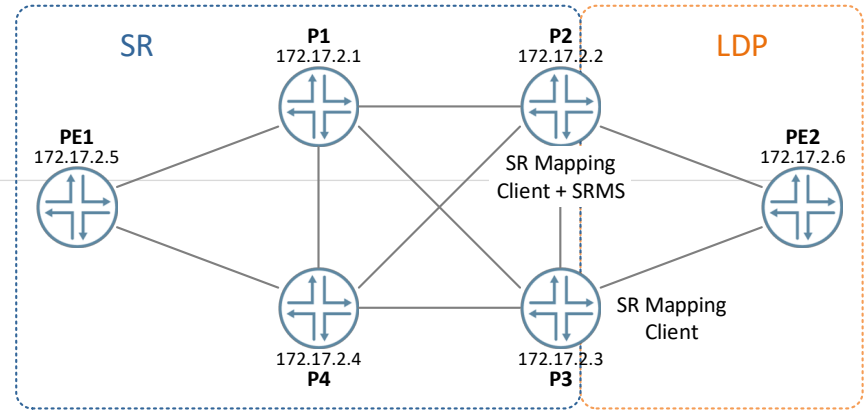 SR
LDP
P1
172.17.2.1
P2
172.17.2.2
PE1
172.17.2.5
PE2
172.17.2.6
SR Mapping
Client + SRMS
SR Mapping
Client
172.17.2.4
P4
172.17.2.3
P3